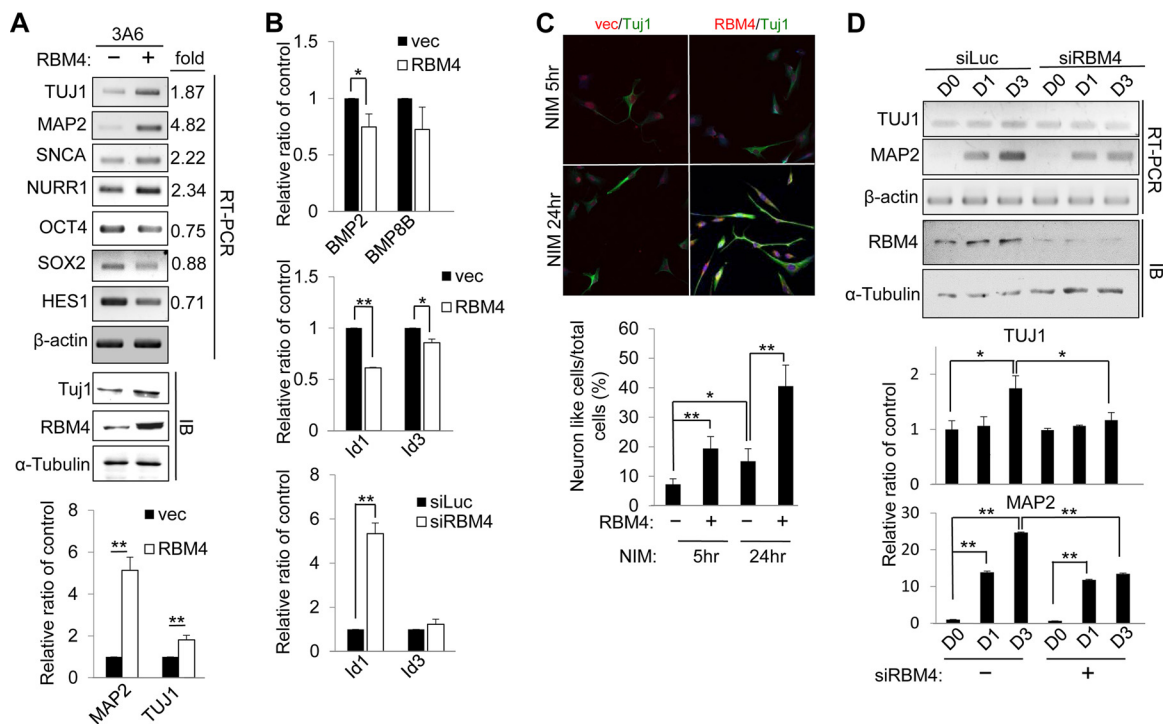 A
3A6
RBM4: − + fold
TUJ1 1.87
MAP2 4.82
SNCA 2.22
NURR1 2.34
OCT4 0.75
SOX2 0.88
HES1 0.71
β-actin
RT-PCR
Tuj1
RBM4
α-Tubulin
IB
Relative ratio of control
8
6
4
2
0
vec
RBM4
**
**
MAP2 TUJ1
B
Relative ratio of control
1.5
1
0.5
0
vec
RBM4
*
BMP2 BMP8B
Relative ratio of control
1.5
1
0.5
0
vec
RBM4
**
*
Id1 Id3
Relative ratio of control
8
6
4
2
0
siLuc
siRBM4
**
Id1 Id3
C
vec/Tuj1 RBM4/Tuj1
NIM 5hr
NIM 24hr
Neuron like cells/total
cells (%)
60
50
40
30
20
10
0
**
*
**
RBM4: − + − +
NIM: 5hr 24hr
D
siLuc siRBM4
D0 D1 D3 D0 D1 D3
TUJ1
MAP2
β-actin
RT-PCR
RBM4
α-Tubulin
IB
Relative ratio of control
TUJ1
2
1
0
* *
MAP2
30
20
10
0
** **
** **
D0 D1 D3 D0 D1 D3
siRBM4: − +